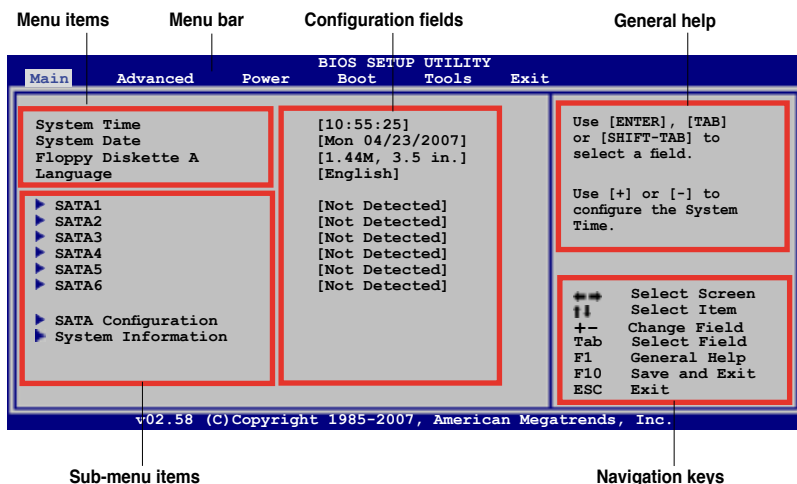 Menu items Menu bar Configuration fields General help
BIOS SETUP UTILITY
Main Advanced Power Boot Tools Exit
System Time [10:55:25]
System Date [Mon 04/23/2007]
Floppy Diskette A [1.44M, 3.5 in.]
Language [English]
SATA1 [Not Detected]
SATA2 [Not Detected]
SATA3 [Not Detected]
SATA4 [Not Detected]
SATA5 [Not Detected]
SATA6 [Not Detected]
SATA Configuration
System Information
Use [ENTER], [TAB]
or [SHIFT-TAB] to
select a field.
Use [+] or [-] to
configure the System
Time.
Select Screen
Select Item
+- Change Field
Tab Select Field
F1 General Help
F10 Save and Exit
ESC Exit
v02.58 (C)Copyright 1985-2007, American Megatrends, Inc.
Sub-menu items Navigation keys